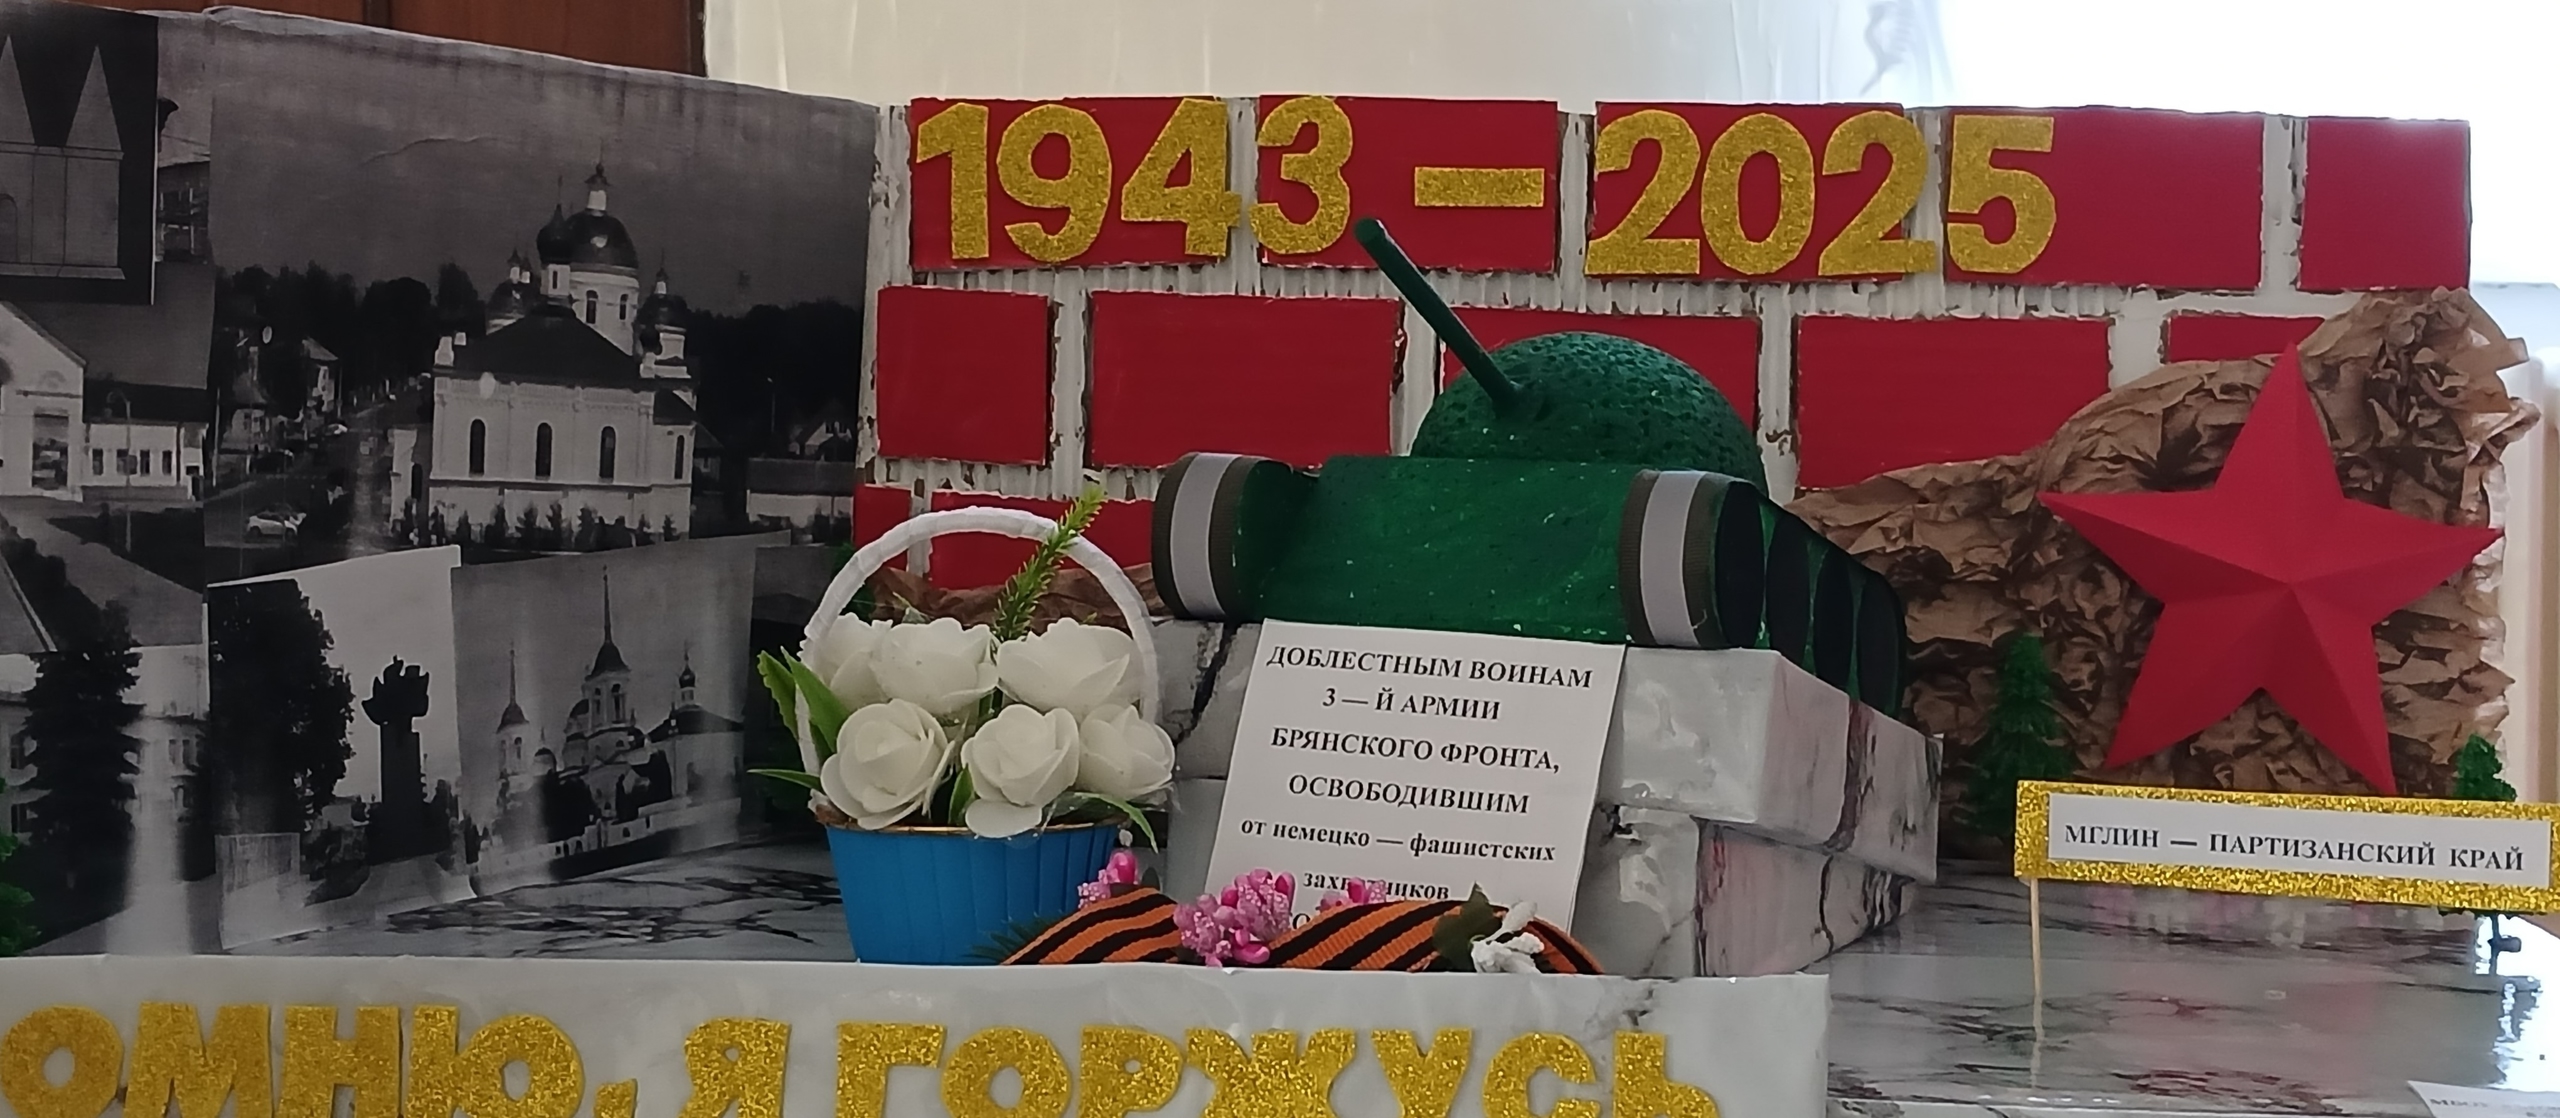 1943 – 2025
ДОБЛЕСТНЫМ ВОИНАМ
3 — Й АРМИИ
БРЯНСКОГО ФРОНТА,
ОСВОБОДИВШИМ
от немецко — фашистских
МГЛИН — ПАРТИЗАНСКИЙ КРАЙ
ОМНЮ, Я ГОРЖУСЬ